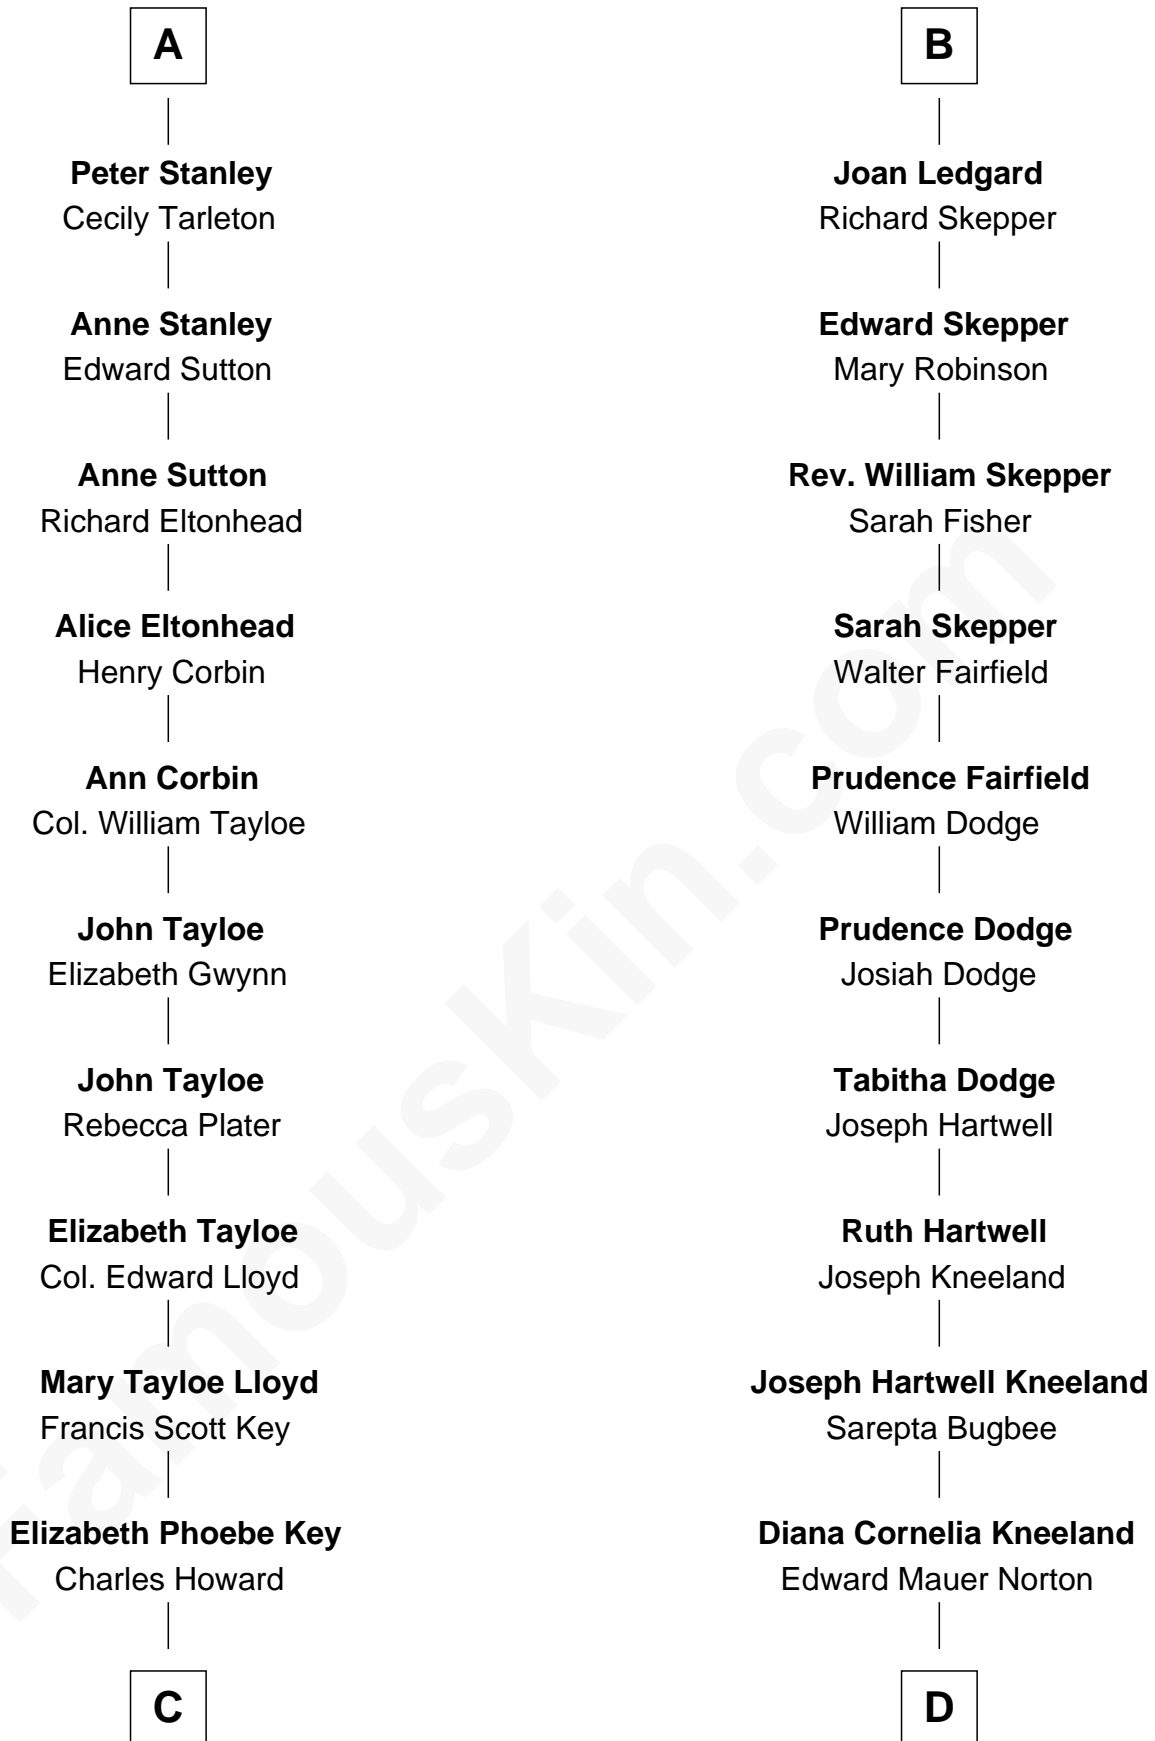 A
Peter Stanley
Cecily Tarleton
Anne Stanley
Edward Sutton
Anne Sutton
Richard Eltonhead
Alice Eltonhead
Henry Corbin
Ann Corbin
Col. William Tayloe
John Tayloe
Elizabeth Gwynn
John Tayloe
Rebecca Plater
Elizabeth Tayloe
Col. Edward Lloyd
Mary Tayloe Lloyd
Francis Scott Key
Elizabeth Phoebe Key
Charles Howard
C
B
Joan Ledgard
Richard Skepper
Edward Skepper
Mary Robinson
Rev. William Skepper
Sarah Fisher
Sarah Skepper
Walter Fairfield
Prudence Fairfield
William Dodge
Prudence Dodge
Josiah Dodge
Tabitha Dodge
Joseph Hartwell
Ruth Hartwell
Joseph Kneeland
Joseph Hartwell Kneeland
Sarepta Bugbee
Diana Cornelia Kneeland
Edward Mauer Norton
D
FamousKin.com